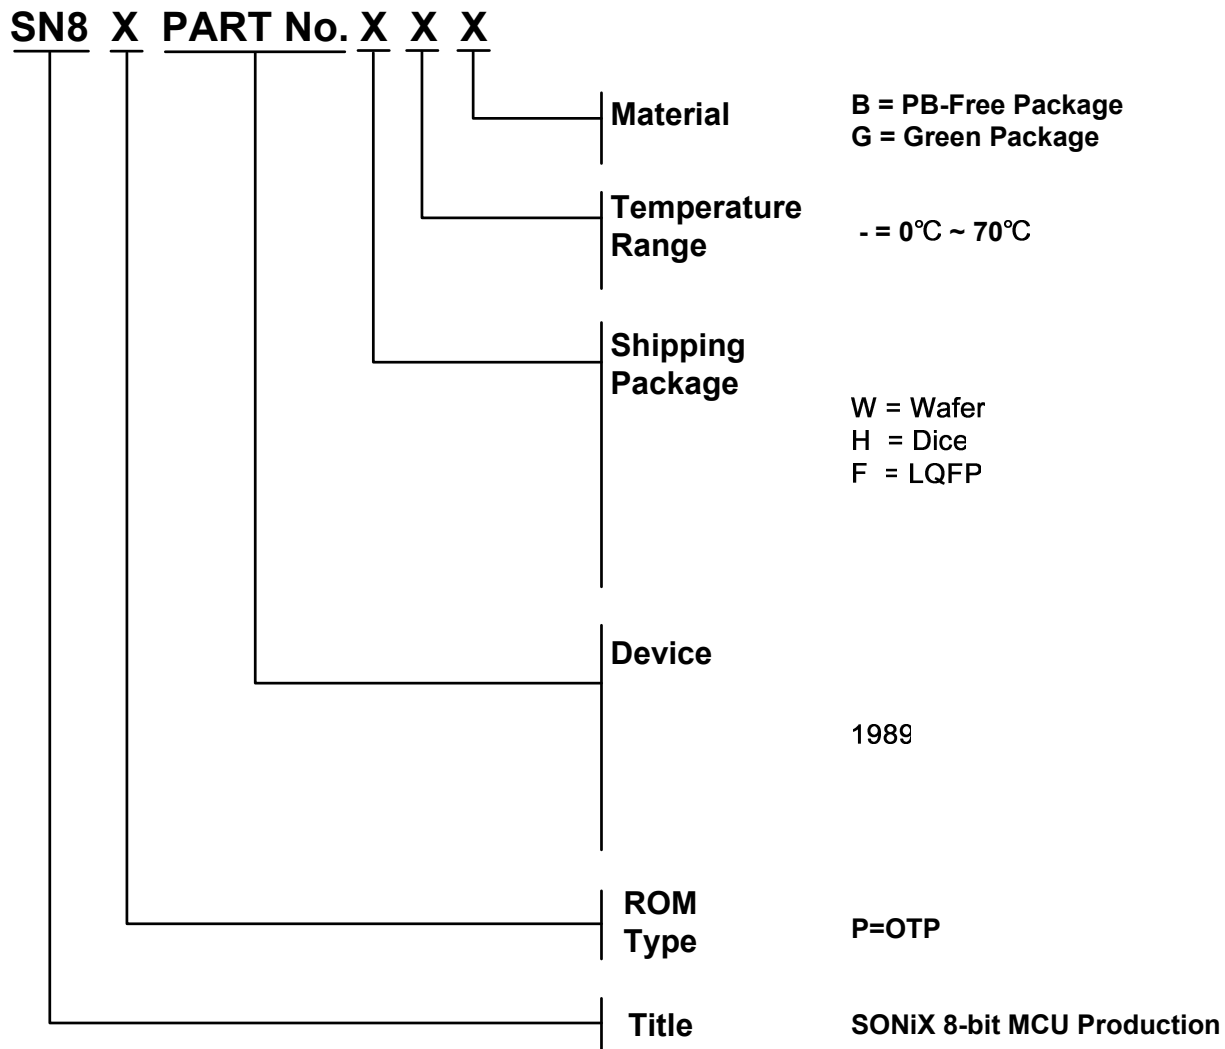 SN8 X PART No. X X X
Material
B = PB-Free Package
G = Green Package
Temperature
Range
- = 0℃ ~ 70℃
Shipping
Package
W = Wafer
H = Dice
F = LQFP
Device
1989
ROM
Type
P=OTP
Title
SONiX 8-bit MCU Production